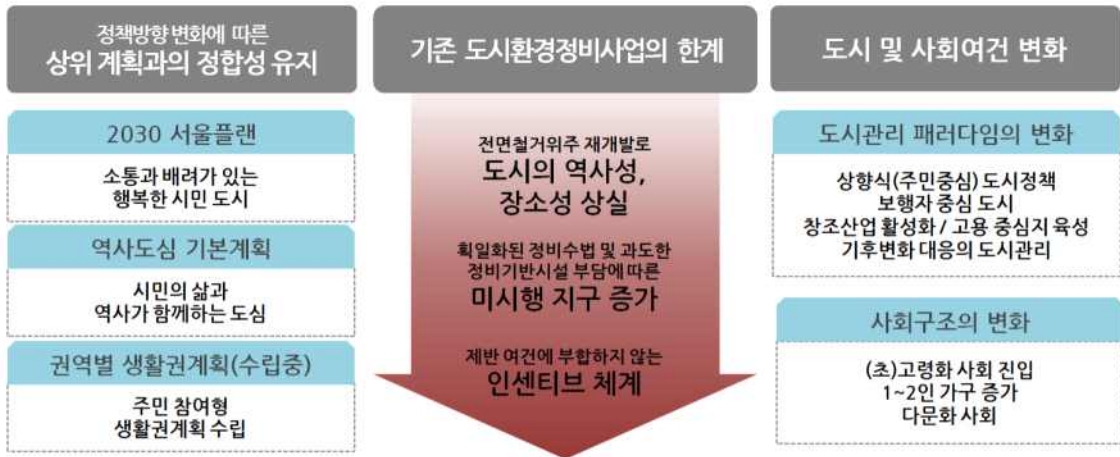 정책방향 변화에 따른
상위 계획과의 정합성 유지
2030 서울플랜
소통과 배려가 있는
행복한 시민 도시
역사도심 기본계획
시민의 삶과
역사가 함께하는 도심
권역별 생활권계획(수립중)
주민 참여형
생활권계획 수립
기존 도시환경정비사업의 한계
전면철거위주 재개발로
도시의 역사성,
장소성 상실
획일화된 정비수법 및 과도한
정비기반시설 부담에따른
미시행 지구 증가
제반 여건에 부합하지 않는
인센티브 체계
도시 및 사회여건 변화
도시관리 패러다임의 변화
상향식(주민중심) 도시정책
보행자 중심 도시
창조산업 활성화 / 고용 중심지 육성
기후변화 대응의 도시관리
사회구조의 변화
(초)고령화 사회 진입
1~2인 가구 증가
다문화 사회